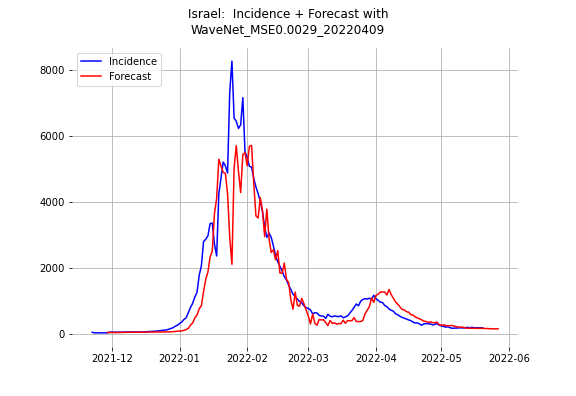 Israel:  Incidence + Forecast with
WaveNet_MSE0.0029_20220409
Incidence
Forecast
8000
6000
4000
2000
0
2021-12 2022-01 2022-02 2022-03 2022-04 2022-05 2022-06